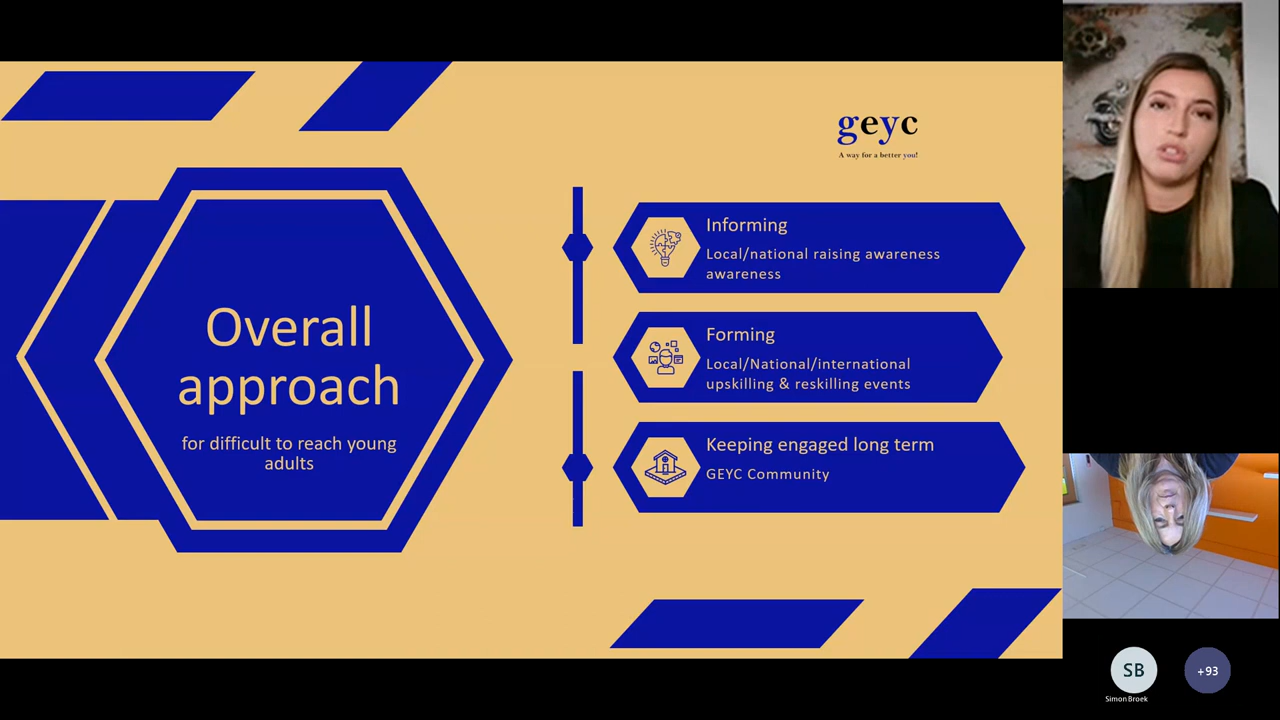 geyc
A way for a better you!
Overall
approach
for difficult to reach young
adults
Informing
Local/national raising awareness
awareness
Forming
Local/National/international
upskilling & reskilling events
Keeping engaged long term
GEYC Community
SB
+93
Simon Broek